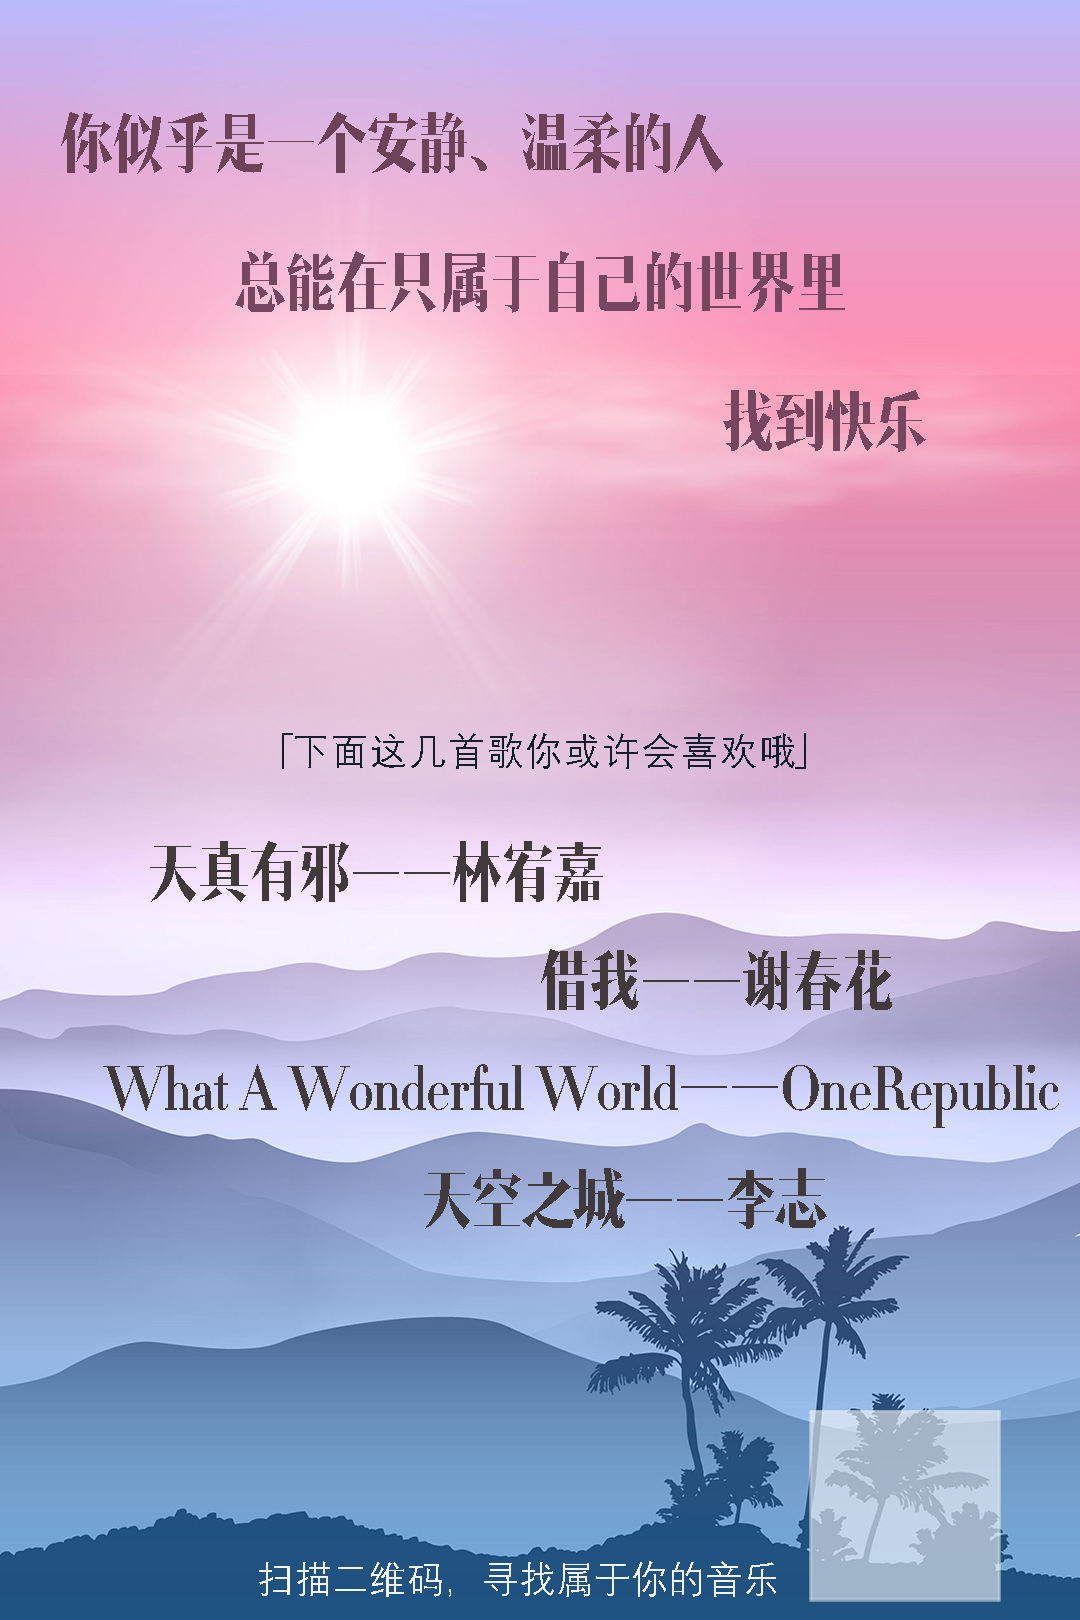 你似乎是一个安静、温柔的人
总能在只属于自己的世界里
找到快乐
「下面这几首歌你或许会喜欢哦」
天真有邪——林宥嘉
借我——谢春花
What A Wonderful World——OneRepublic
天空之城——李志
扫描二维码，寻找属于你的音乐